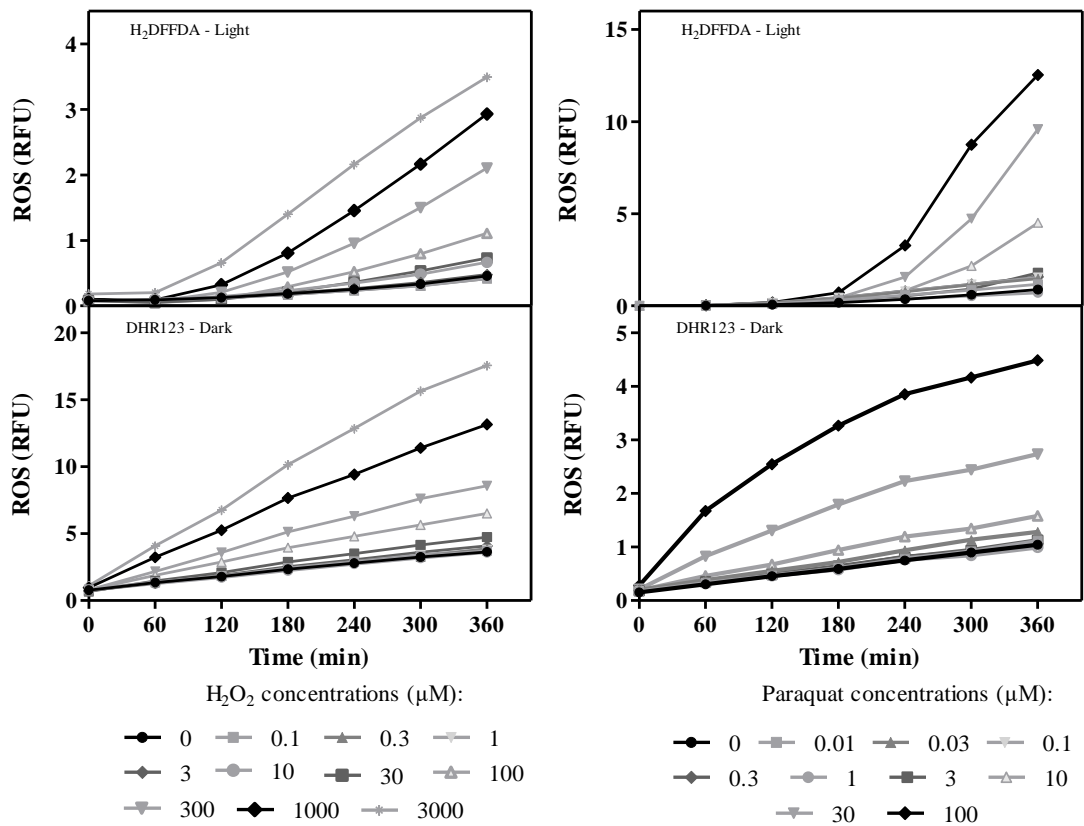 H₂DFFDA - Light
ROS (RFU)
4
3
2
1
0
H₂DFFDA - Light
ROS (RFU)
15
10
5
0
DHR123 - Dark
ROS (RFU)
20
15
10
5
0
0 60 120 180 240 300 360
Time (min)
DHR123 - Dark
ROS (RFU)
5
4
3
2
1
0
0 60 120 180 240 300 360
Time (min)
H₂O₂ concentrations (µM):
0 0.1 0.3 1
3 10 30 100
300 1000 3000
Paraquat concentrations (µM):
0 0.01 0.03 0.1
0.3 1 3 10
30 100